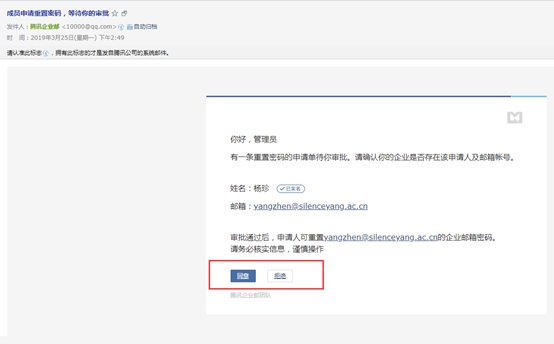 成员申请重置密码，等待你的审批
发件人：腾讯企业邮 <10000@qq.com> 自助归档
时 间：2019年3月25日(星期一) 下午2:49
请认准此标志，拥有此标志的才是发自腾讯公司的系统邮件。
你好，管理员
有一条重置密码的申请单待你审批。请确认你的企业是否存在该申请人及邮箱帐号。
姓名：杨珍 已实名
邮箱：yangzhen@silenceyang.ac.cn
审批通过后，申请人可重置yangzhen@silenceyang.ac.cn的企业邮箱密码。
请务必核实信息，谨慎操作
同意 拒绝
腾讯企业邮团队